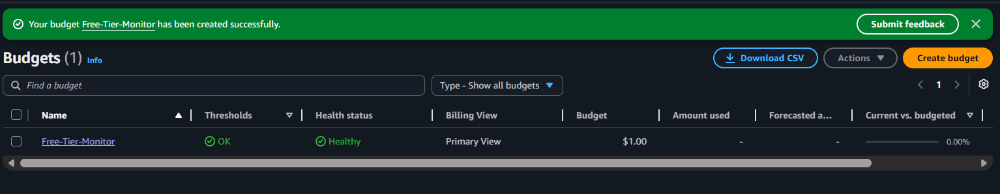 Your budget Free-Tier-Monitor has been created successfully. Submit feedback
Budgets (1) Info Download CSV Actions Create budget
Find a budget Type - Show all budgets 1
Name Thresholds Health status Billing View Budget Amount used Forecasted a... Current vs. budgeted
Free-Tier-Monitor OK Healthy Primary View $1.00 - - 0.00%